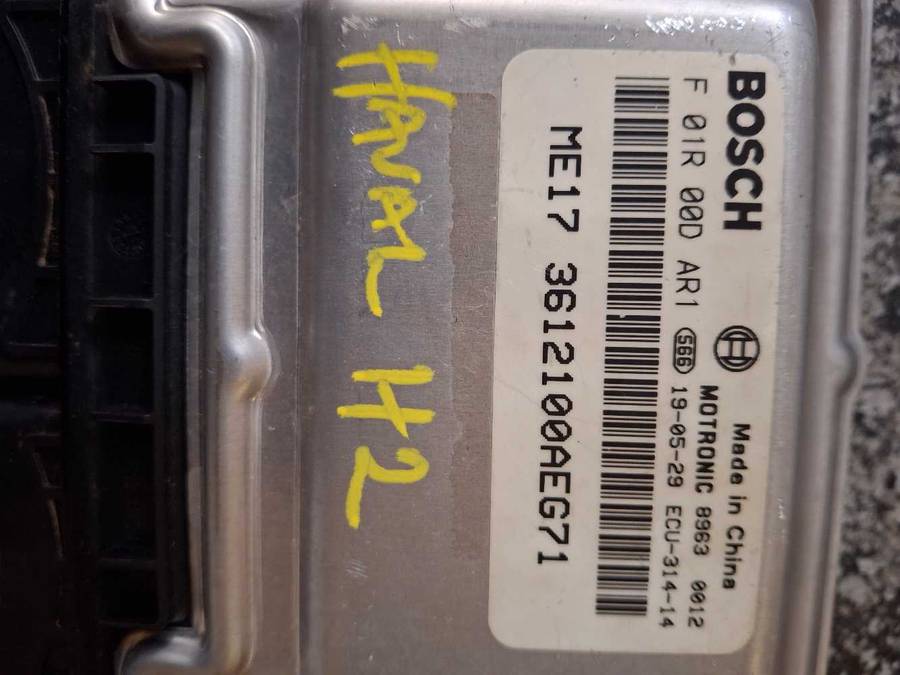 BOSCH
Made in China
MOTRONIC 8963 0012
F 01R 00D AR1 566 19-05-29 ECU-314-14
ME17 3612100AEG71
HAVAL H2